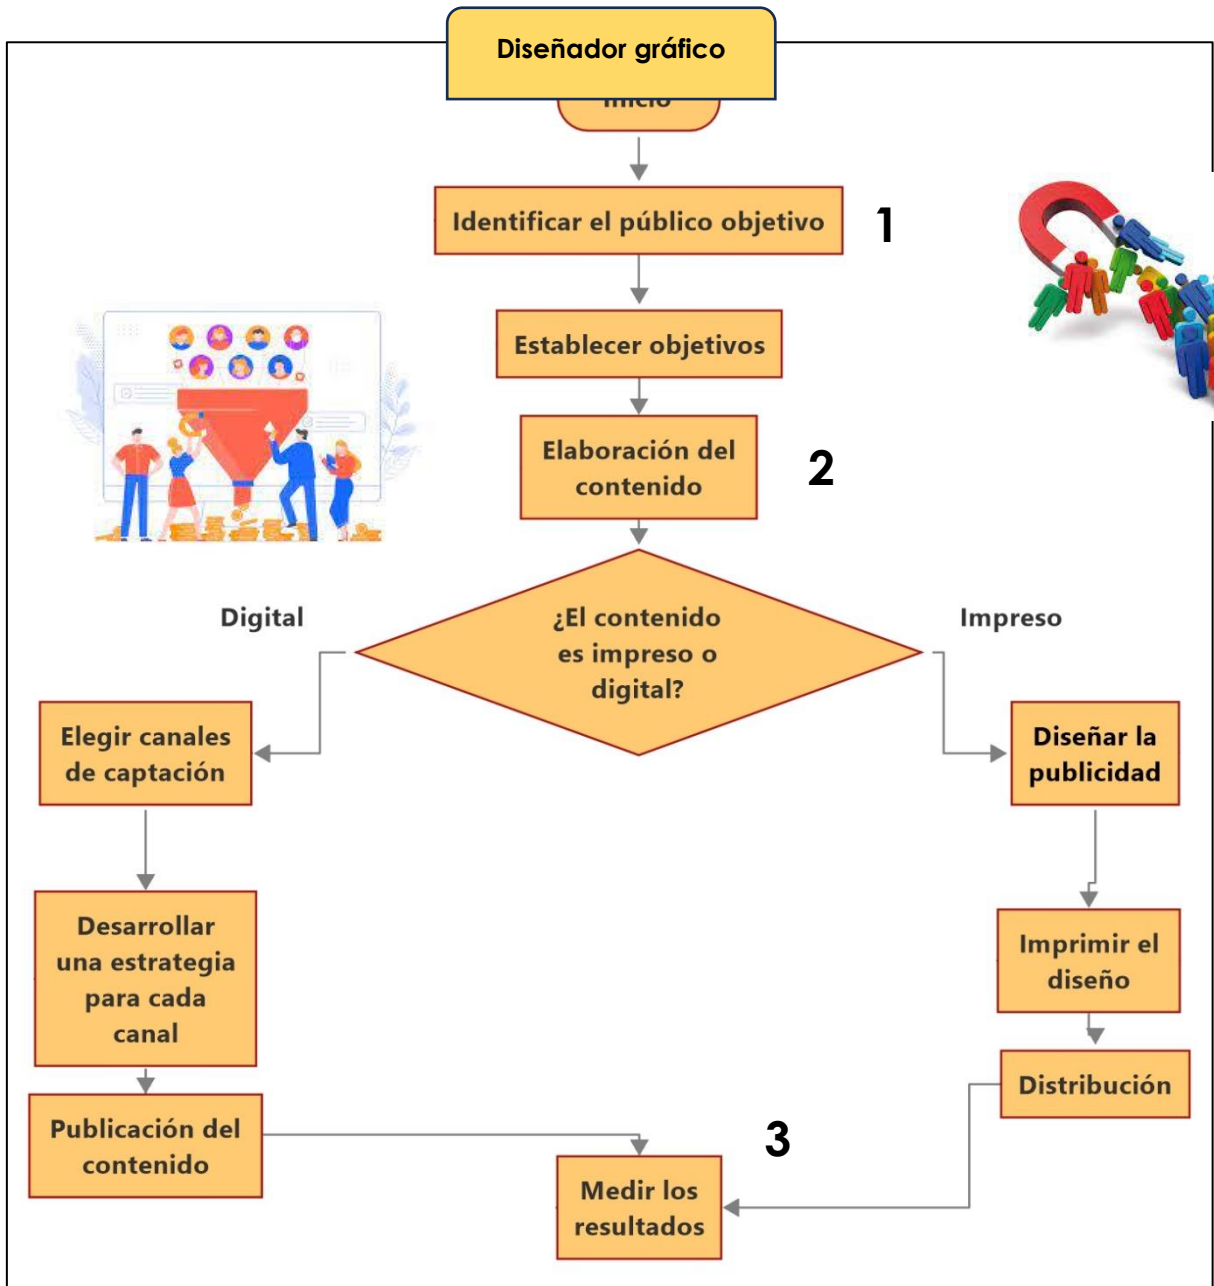 Diseñador gráfico
Inicio
Identificar el público objetivo
1
Establecer objetivos
Elaboración del
contenido
2
Digital
¿El contenido
es impreso o
digital?
Impreso
Elegir canales
de captación
Diseñar la
publicidad
Desarrollar
una estrategia
para cada
canal
Imprimir el
diseño
Publicación del
contenido
Distribución
3
Medir los
resultados